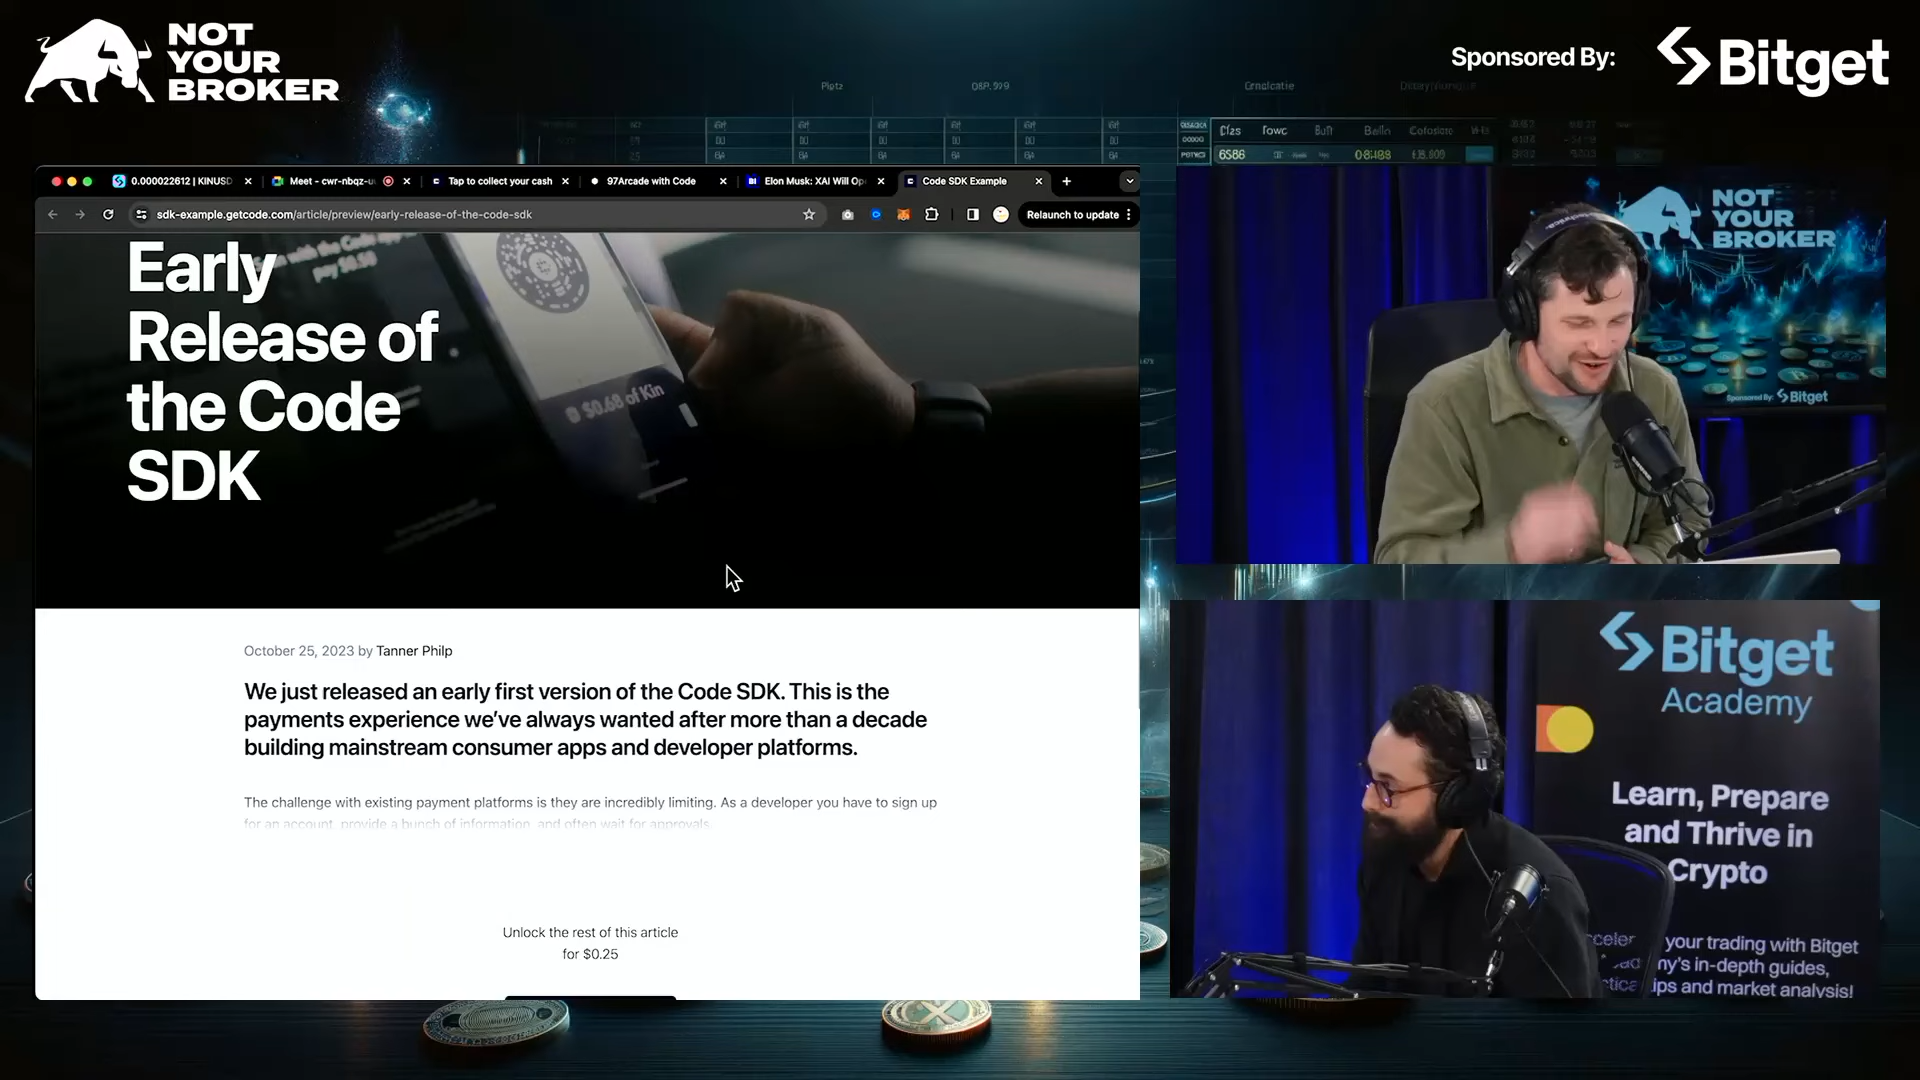 NOT
YOUR
BROKER
Sponsored By:
Bitget
0.000022612 | KINUSD
Meet - cwr-nbqz-u
Tap to collect your cash
97Arcade with Code
Elon Musk: XAI Will Op
Code SDK Example
sdk-example.getcode.com/article/preview/early-release-of-the-code-sdk
Relaunch to update
Early
Release of
the Code
SDK
with the Code
pay $0.50
$0.68 of Kin
October 25, 2023 by Tanner Philp
We just released an early first version of the Code SDK. This is the
payments experience we've always wanted after more than a decade
building mainstream consumer apps and developer platforms.
The challenge with existing payment platforms is they are incredibly limiting. As a developer you have to sign up
for an account, provide a bunch of information, and often wait for approvals.
Unlock the rest of this article
for $0.25
NOT
YOUR
BROKER
Sponsored By: Bitget
Bitget
Academy
Learn, Prepare
and Thrive in
Crypto
your trading with Bitget
my's in-depth guides,
ips and market analysis!